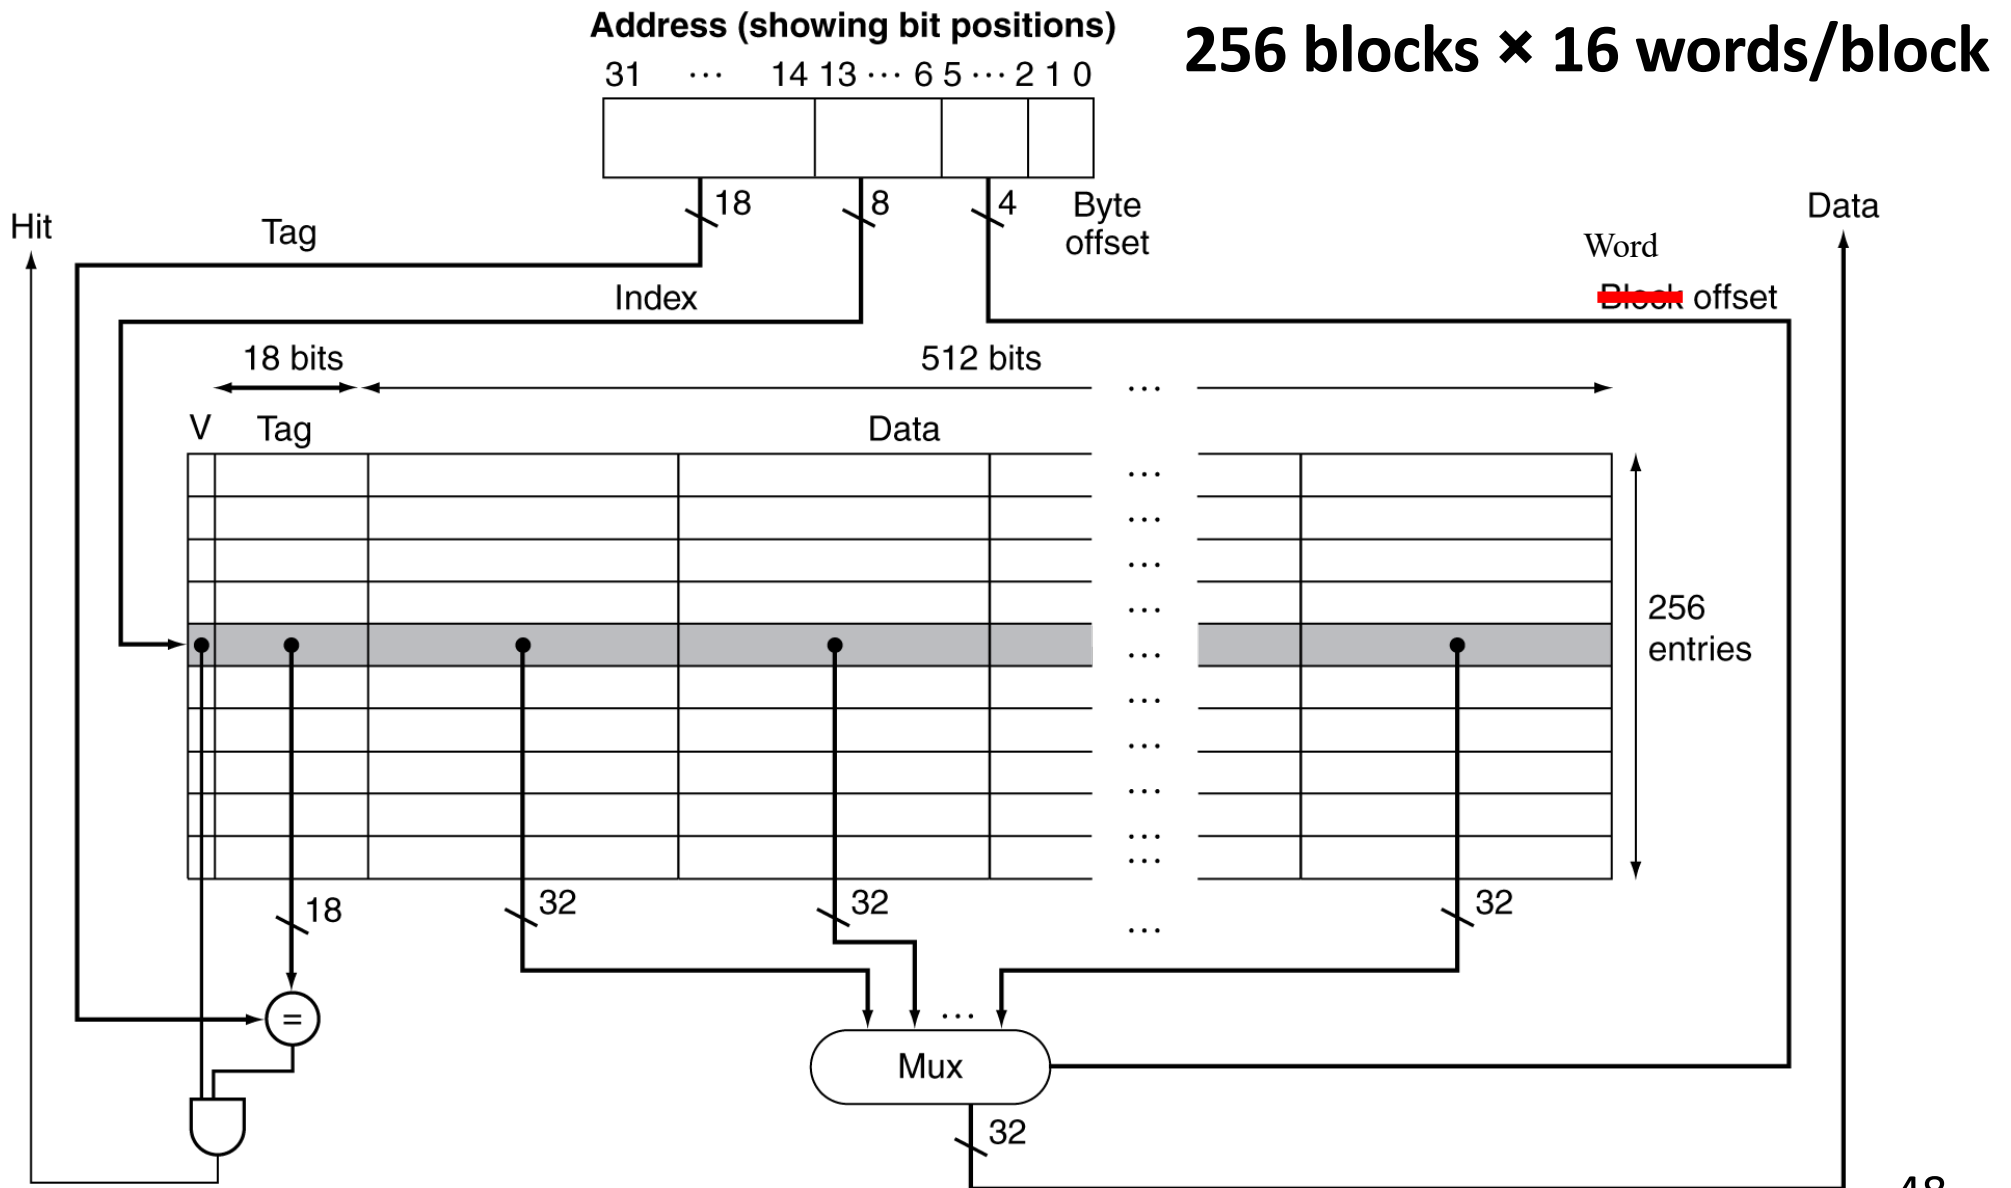 Address (showing bit positions)
256 blocks × 16 words/block
31 ··· 14 13 ··· 6 5 ··· 2 1 0
18
8
4
Byte
offset
Hit
Tag
Data
Word
Index
Block offset
18 bits
512 bits
...
V
Tag
Data
...
...
...
...
256
entries
...
...
...
...
...
...
18
32
32
...
32
=
...
Mux
32
48